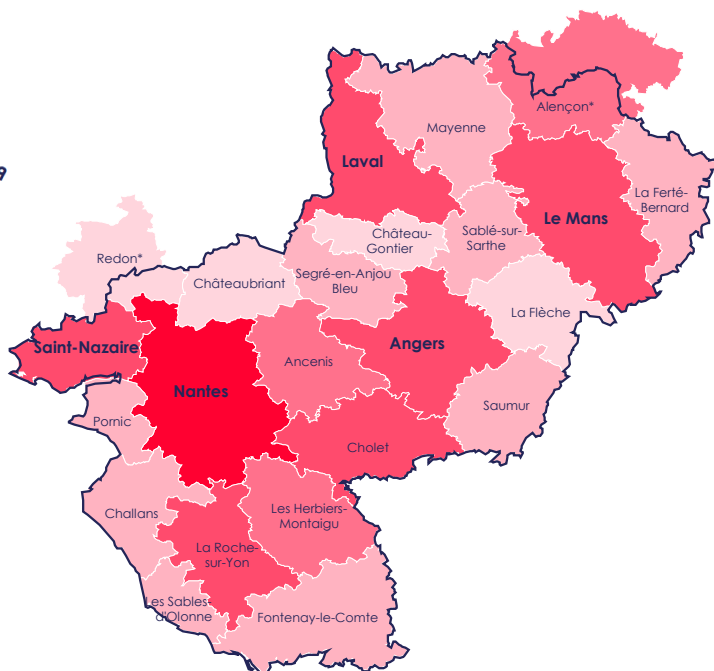 Alençon*
Mayenne
Laval
La Ferté-
Bernard
Le Mans
Château-
Gontier
Sablé-sur-
Sarthe
Redon*
Châteaubriant
Segré-en-Anjou
Bleu
La Flèche
Saint-Nazaire
Angers
Ancenis
Nantes
Saumur
Pornic
Cholet
Challans
Les Herbiers-
Montaigu
La Roche-
sur-Yon
Les Sables-
d'Olonne
Fontenay-le-Comte